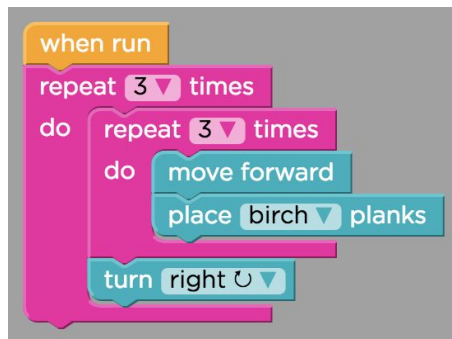 when run
repeat 3 times
do repeat 3 times
do move forward
place birch planks
turn right